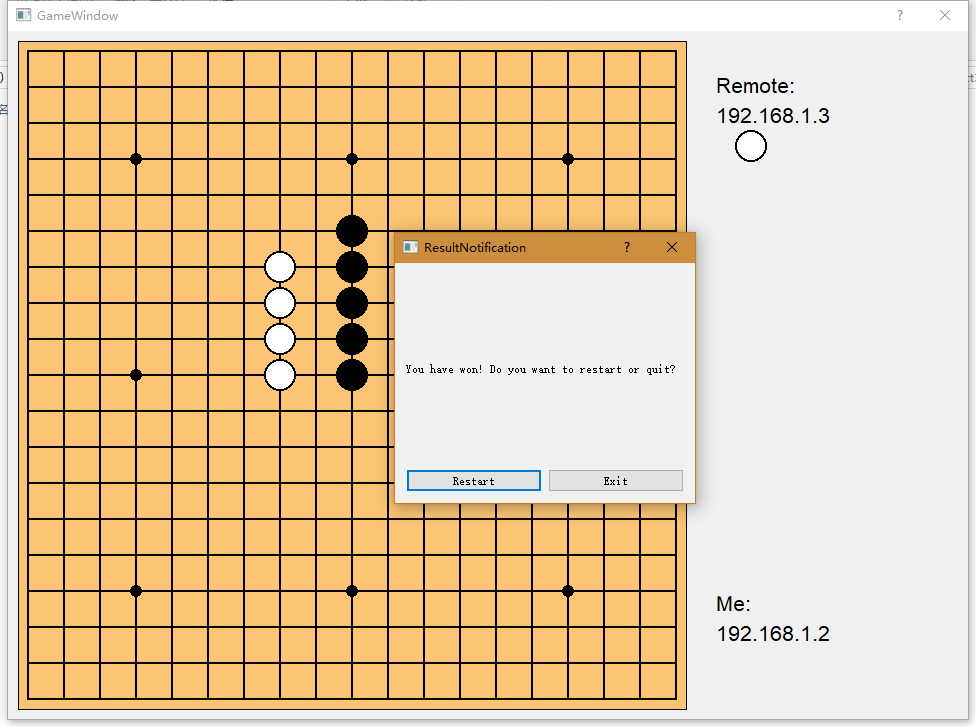 GameWindow
Remote:
192.168.1.3
ResultNotification
You have won! Do you want to restart or quit?
Restart
Exit
Me:
192.168.1.2